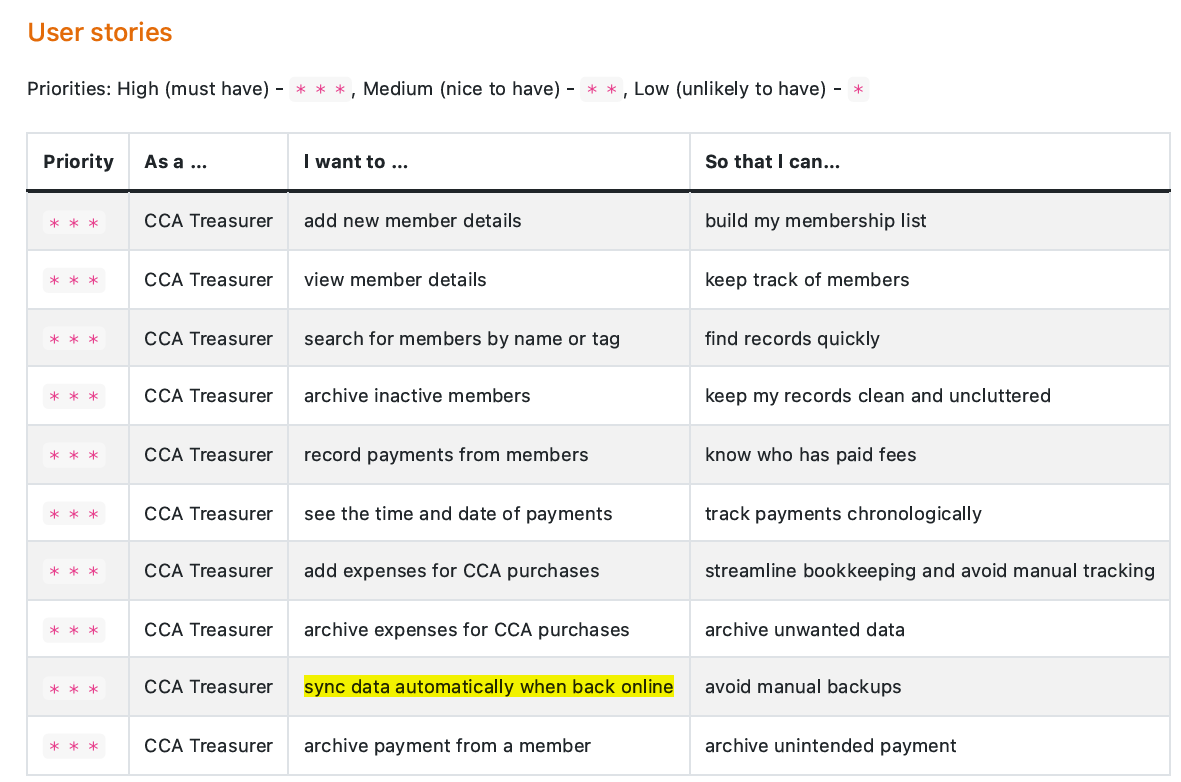 User stories
Priorities: High (must have) - * * *, Medium (nice to have) - * *, Low (unlikely to have) - *
Priority As a ... I want to ... So that I can...
* * * CCA Treasurer add new member details build my membership list
* * * CCA Treasurer view member details keep track of members
* * * CCA Treasurer search for members by name or tag find records quickly
* * * CCA Treasurer archive inactive members keep my records clean and uncluttered
* * * CCA Treasurer record payments from members know who has paid fees
* * * CCA Treasurer see the time and date of payments track payments chronologically
* * * CCA Treasurer add expenses for CCA purchases streamline bookkeeping and avoid manual tracking
* * * CCA Treasurer archive expenses for CCA purchases archive unwanted data
* * * CCA Treasurer sync data automatically when back online avoid manual backups
* * * CCA Treasurer archive payment from a member archive unintended payment